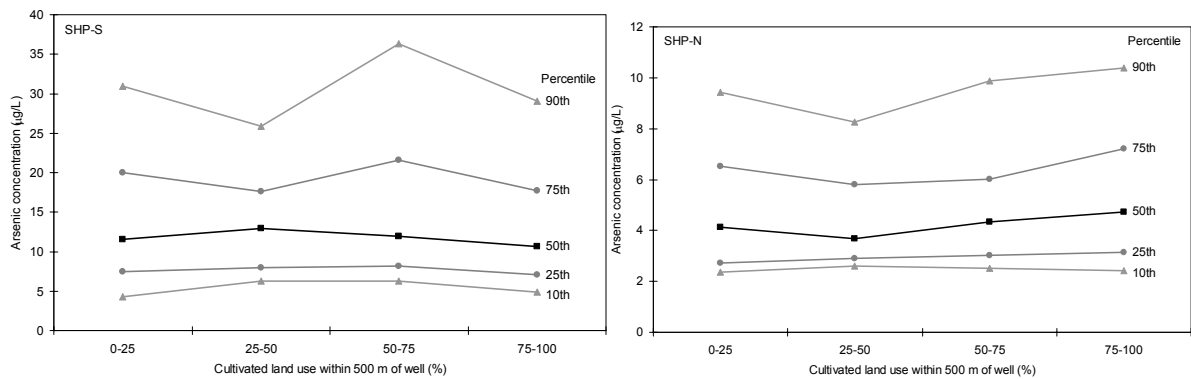 SHP-S
Arsenic concentration (µg/L)
40
35
30
25
20
15
10
5
0
Percentile
90th
75th
50th
25th
10th
0-25
25-50
50-75
75-100
Cultivated land use within 500 m of well (%)
SHP-N
Arsenic concentration (µg/L)
12
10
8
6
4
2
0
Percentile
90th
75th
50th
25th
10th
0-25
25-50
50-75
75-100
Cultivated land use within 500 m of well (%)